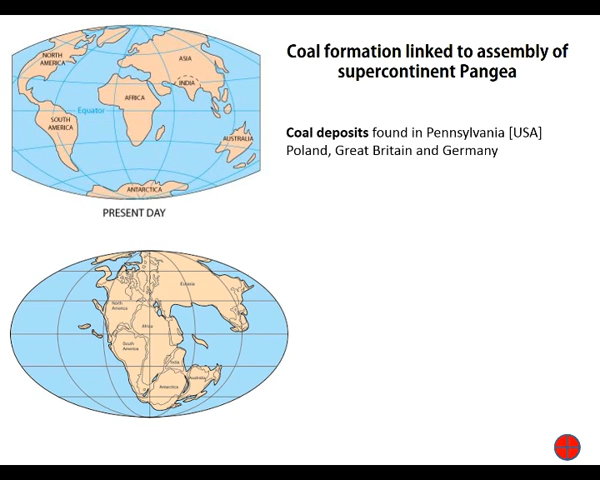 Coal formation linked to assembly of
supercontinent Pangea
Coal deposits found in Pennsylvania [USA]
Poland, Great Britain and Germany
NORTH
AMERICA
ASIA
INDIA
AFRICA
Equator
SOUTH
AMERICA
AUSTRALIA
ANTARCTICA
PRESENT DAY
Eurasia
North
America
Africa
South
America
India
Australia
Antarctica